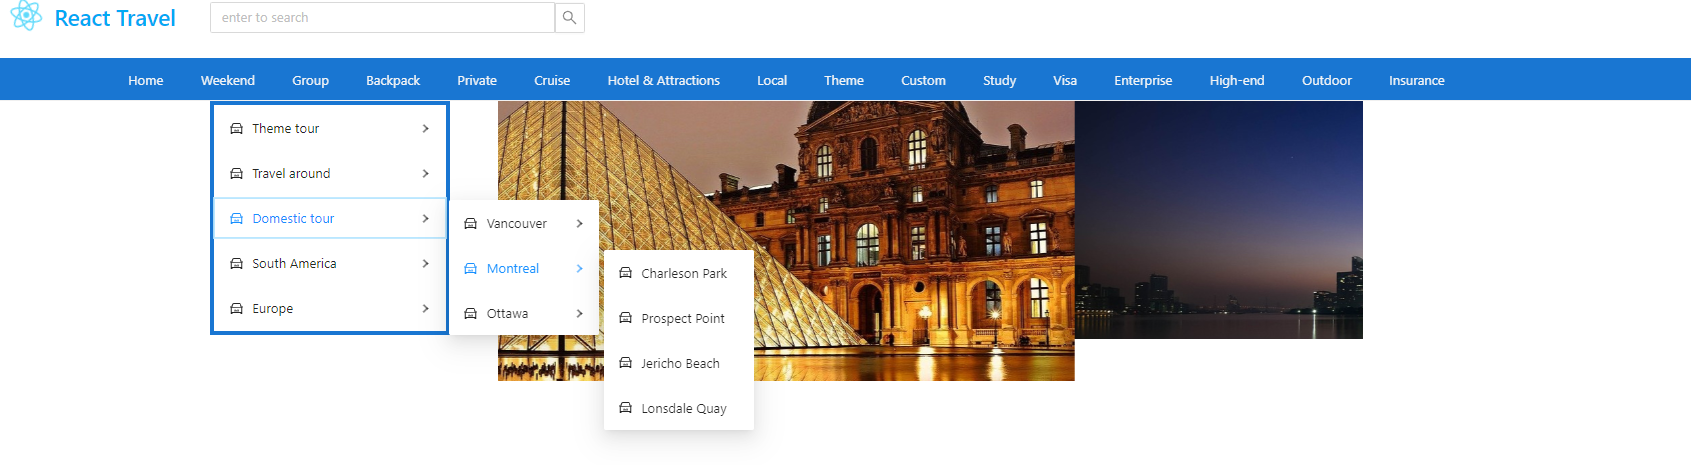 React Travel
enter to search
Home Weekend Group Backpack Private Cruise Hotel & Attractions Local Theme Custom Study Visa Enterprise High-end Outdoor Insurance
Theme tour
Travel around
Domestic tour
South America
Europe
Vancouver
Montreal
Ottawa
Charleson Park
Prospect Point
Jericho Beach
Lonsdale Quay